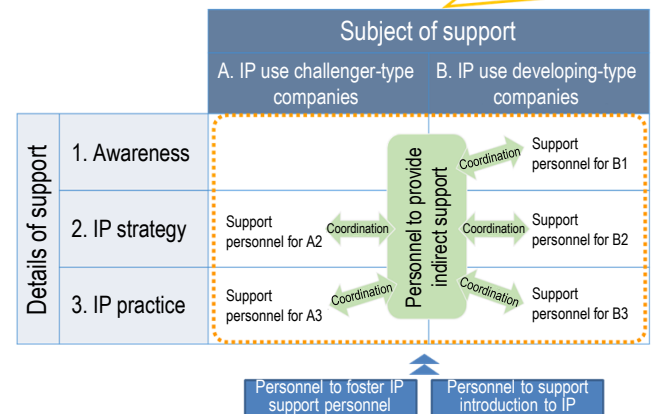 Subject of support
A. IP use challenger-type
companies
B. IP use developing-type
companies
Details of support
1. Awareness
Personnel to provide
indirect support
Coordination
Support
personnel for B1
2. IP strategy
Support
personnel for A2
Coordination
Coordination
Support
personnel for B2
3. IP practice
Support
personnel for A3
Coordination
Coordination
Support
personnel for B3
Personnel to foster IP
support personnel
Personnel to support
introduction to IP